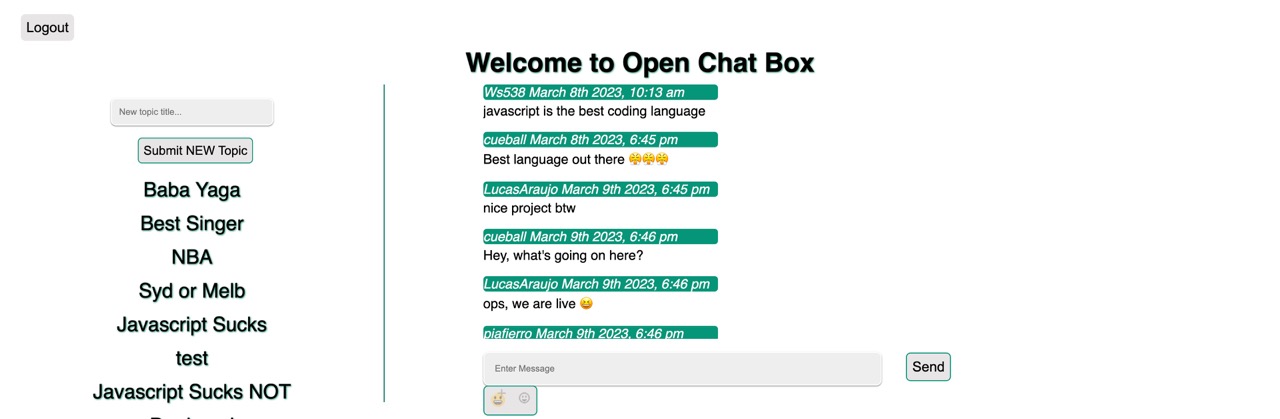 Logout
Welcome to Open Chat Box
New topic title...
Submit NEW Topic
Baba Yaga
Best Singer
NBA
Syd or Melb
Javascript Sucks
test
Javascript Sucks NOT
Ws538 March 8th 2023, 10:13 am
javascript is the best coding language
cueball March 8th 2023, 6:45 pm
Best language out there 😤😤😤
LucasAraujo March 9th 2023, 6:45 pm
nice project btw
cueball March 9th 2023, 6:46 pm
Hey, what's going on here?
LucasAraujo March 9th 2023, 6:46 pm
ops, we are live 😆
piafierro March 9th 2023, 6:46 pm
Enter Message
Send